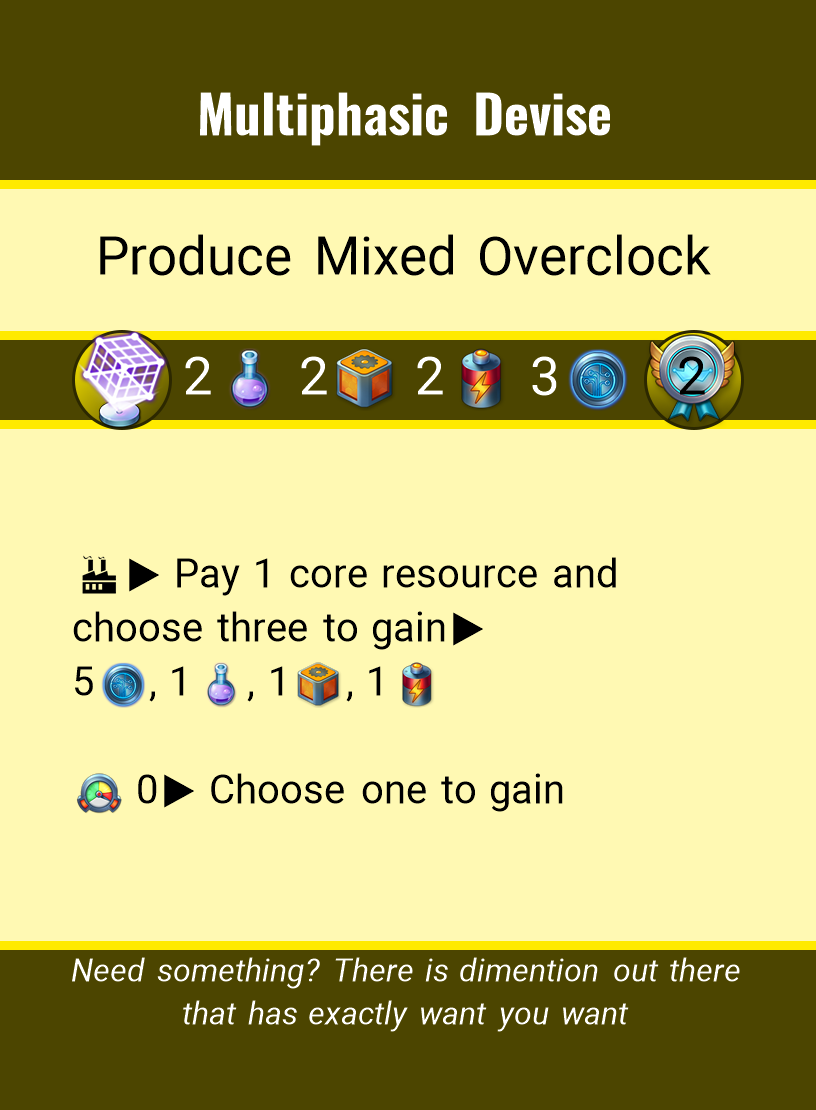 Multiphasic Devise
Produce Mixed Overclock
2 2 2 3 2
▶ Pay 1 core resource and
choose three to gain▶
5 , 1 , 1 , 1
0▶ Choose one to gain
Need something? There is dimention out there
that has exactly want you want